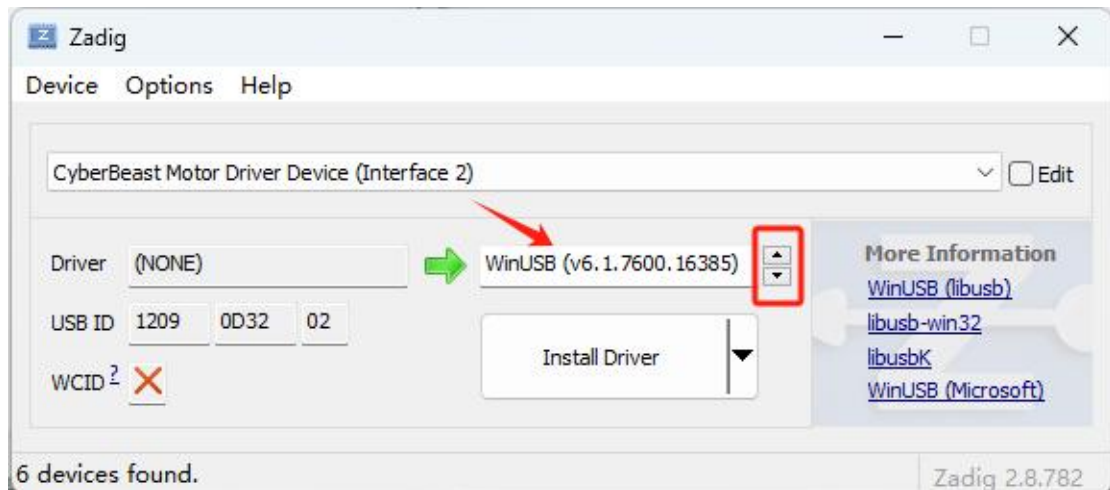 Zadig
Device Options Help
CyberBeast Motor Driver Device (Interface 2)
Edit
Driver (NONE) WinUSB (v6.1.7600.16385)
USB ID 1209 0D32 02
WCID ?
Install Driver
More Information
WinUSB (libusb)
libusb-win32
libusbK
WinUSB (Microsoft)
6 devices found.
Zadig 2.8.782